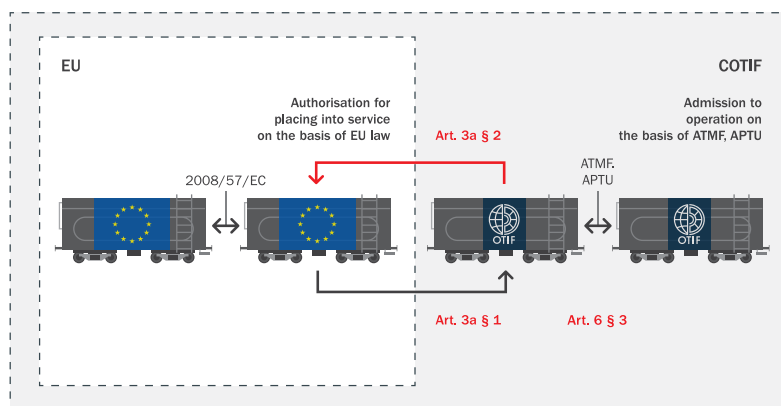 EU
COTIF
Authorisation for
placing into service
on the basis of EU law
Art. 3a § 2
Admission to
operation on
the basis of ATMF, APTU
2008/57/EC
ATMF.
APTU
OTIF
OTIF
Art. 3a § 1
Art. 6 § 3